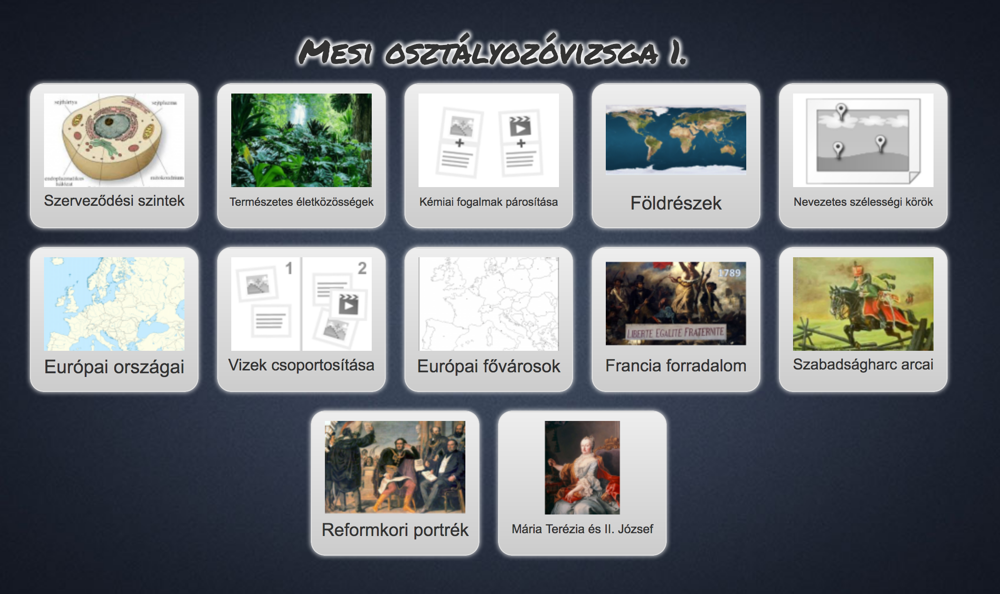 Mesi osztályozóvizsga 1.
sejthártya
sejtplazma
endoplazmatikus
hálózat
mitokondrium
Szerveződési szintek
Természetes életközösségek
Kémiai fogalmak párosítása
Földrészek
Nevezetes szélességi körök
Európai országai
1
2
Vizek csoportosítása
Európai fővárosok
1789
LIBERTE EGALITE FRATERNITE
Francia forradalom
Szabadságharc arcai
Reformkori portrék
Mária Terézia és II. József